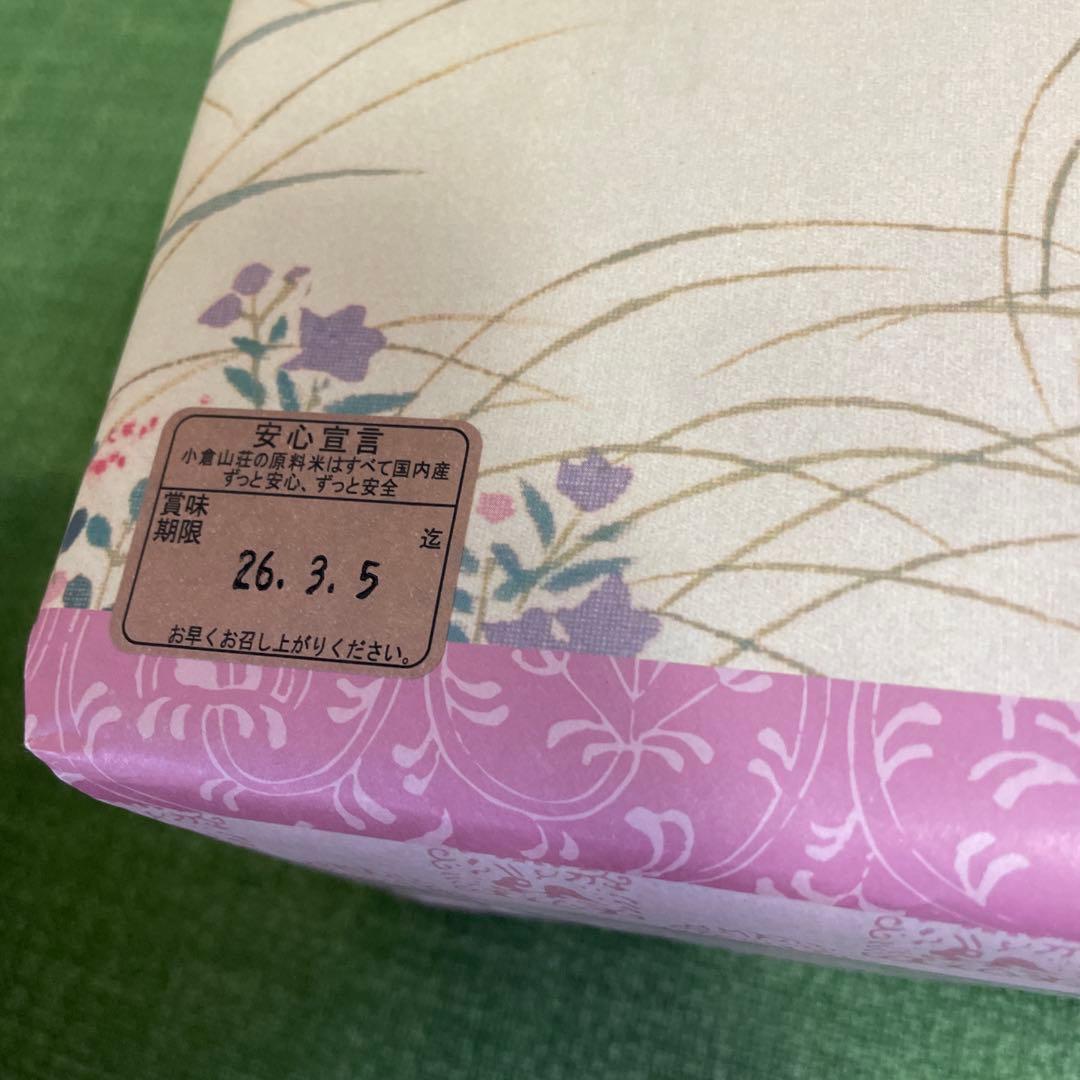 安心宣言
小倉山荘の原料米はすべて国内産
ずっと安心、ずっと安全
賞味
期限
迄
26. 3. 5
お早くお召し上がりください。